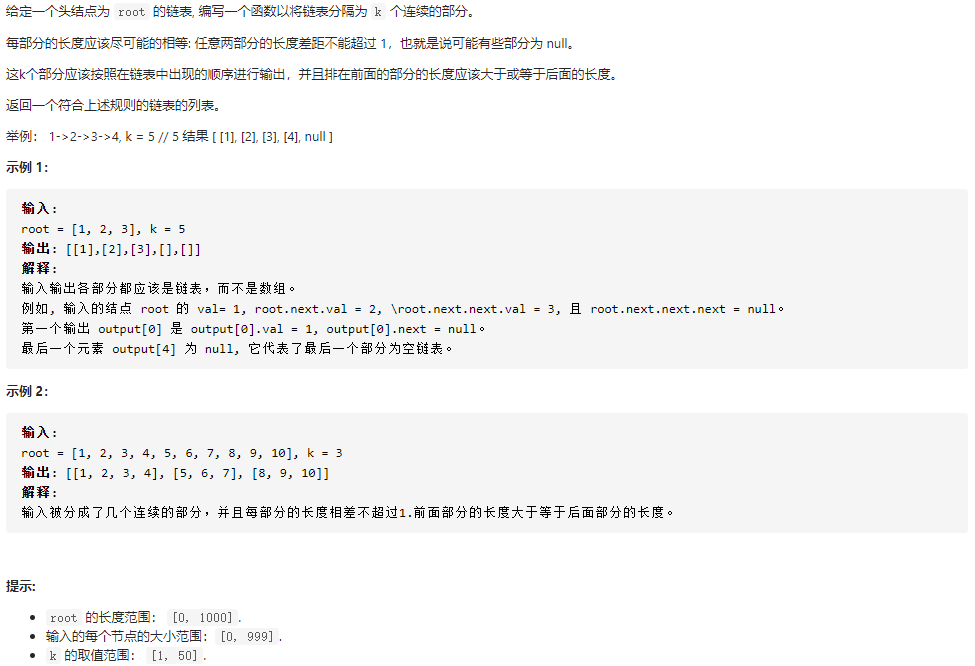 给定一个头结点为 root 的链表, 编写一个函数以将链表分隔为 k 个连续的部分。
每部分的长度应该尽可能的相等: 任意两部分的长度差距不能超过 1，也就是说可能有些部分为 null。
这k个部分应该按照在链表中出现的顺序进行输出，并且排在前面的部分的长度应该大于或等于后面的长度。
返回一个符合上述规则的链表的列表。
举例： 1->2->3->4, k = 5 // 5 结果 [ [1], [2], [3], [4], null ]
示例 1：
输入:
root = [1, 2, 3], k = 5
输出: [[1],[2],[3],[],[]]
解释:
输入输出各部分都应该是链表，而不是数组。
例如, 输入的结点 root 的 val= 1, root.next.val = 2, \root.next.next.val = 3, 且 root.next.next.next = null。
第一个输出 output[0] 是 output[0].val = 1, output[0].next = null。
最后一个元素 output[4] 为 null, 它代表了最后一个部分为空链表。
示例 2：
输入:
root = [1, 2, 3, 4, 5, 6, 7, 8, 9, 10], k = 3
输出: [[1, 2, 3, 4], [5, 6, 7], [8, 9, 10]]
解释:
输入被分成了几个连续的部分，并且每部分的长度相差不超过1.前面部分的长度大于等于后面部分的长度。
提示:
• root 的长度范围： [0, 1000].
• 输入的每个节点的大小范围：[0, 999].
• k 的取值范围： [1, 50].